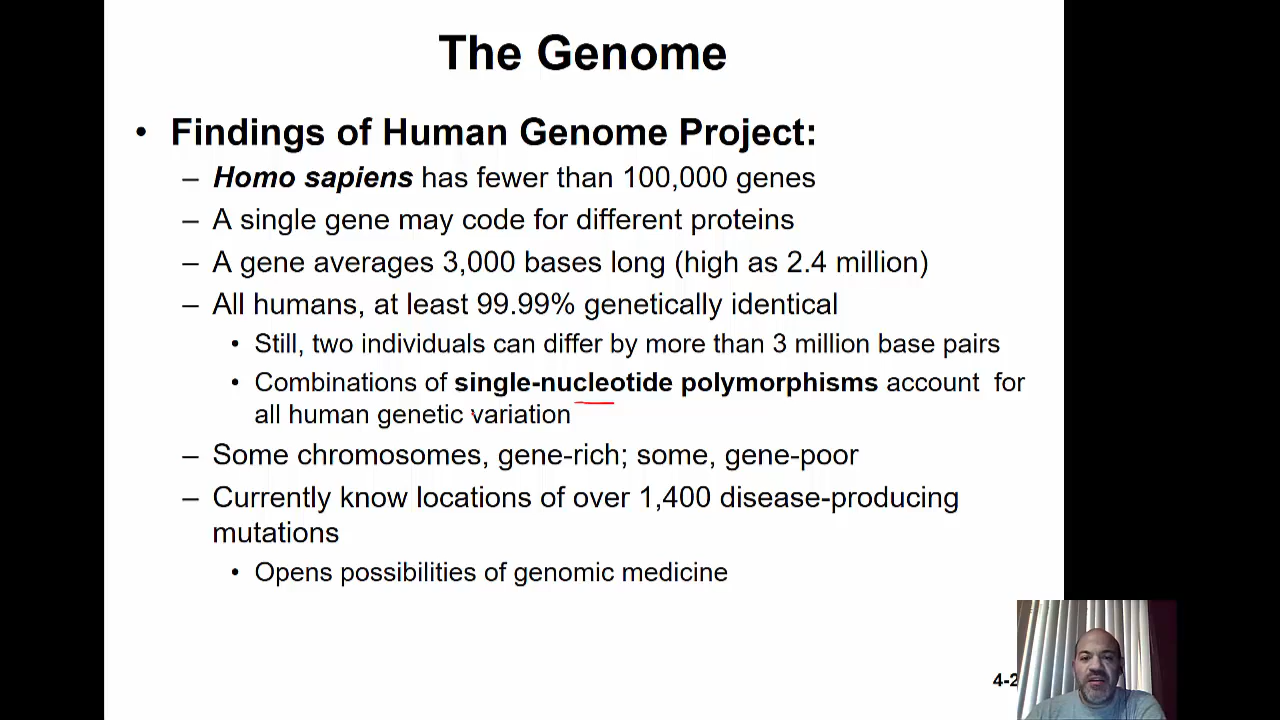 The Genome
• Findings of Human Genome Project:
– Homo sapiens has fewer than 100,000 genes
– A single gene may code for different proteins
– A gene averages 3,000 bases long (high as 2.4 million)
– All humans, at least 99.99% genetically identical
• Still, two individuals can differ by more than 3 million base pairs
• Combinations of single-nucleotide polymorphisms account for
all human genetic variation
– Some chromosomes, gene-rich; some, gene-poor
– Currently know locations of over 1,400 disease-producing
mutations
• Opens possibilities of genomic medicine
4-2